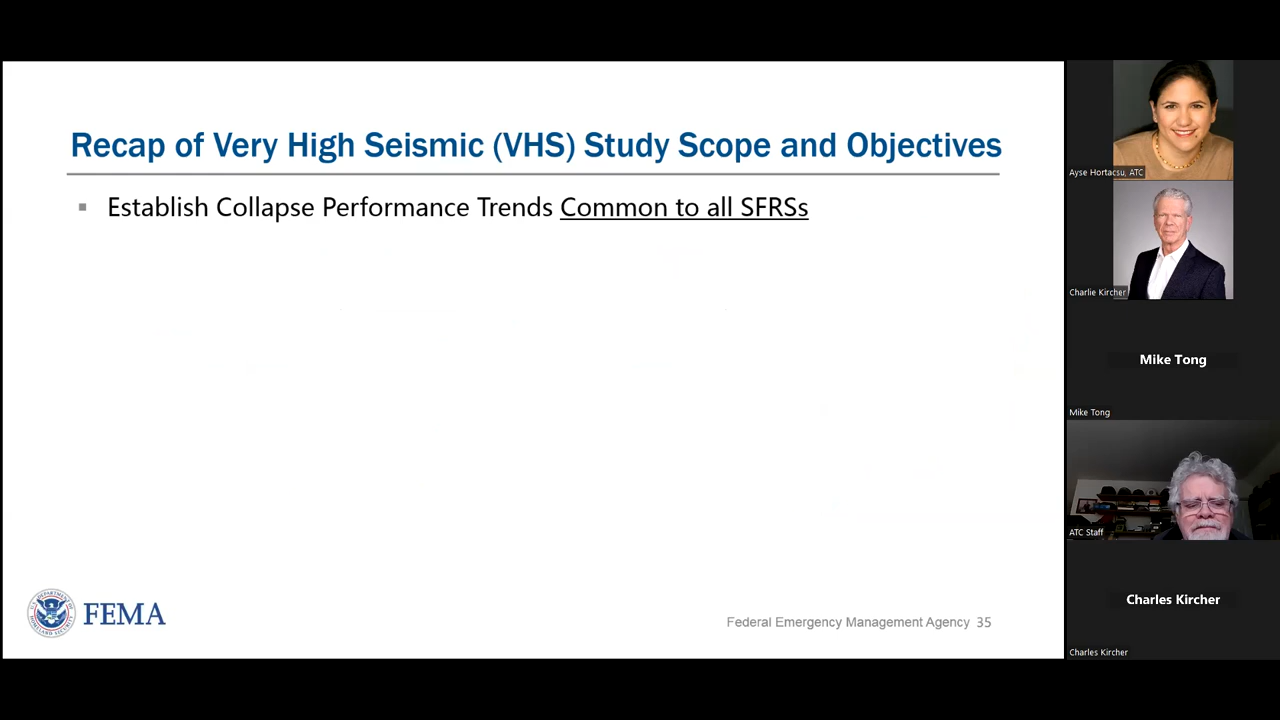 Recap of Very High Seismic (VHS) Study Scope and Objectives
▪ Establish Collapse Performance Trends Common to all SFRSs
FEMA
Federal Emergency Management Agency 35
Ayse Hortacsu, ATC
Charlie Kircher
Mike Tong
Mike Tong
ATC Staff
Charles Kircher
Charles Kircher